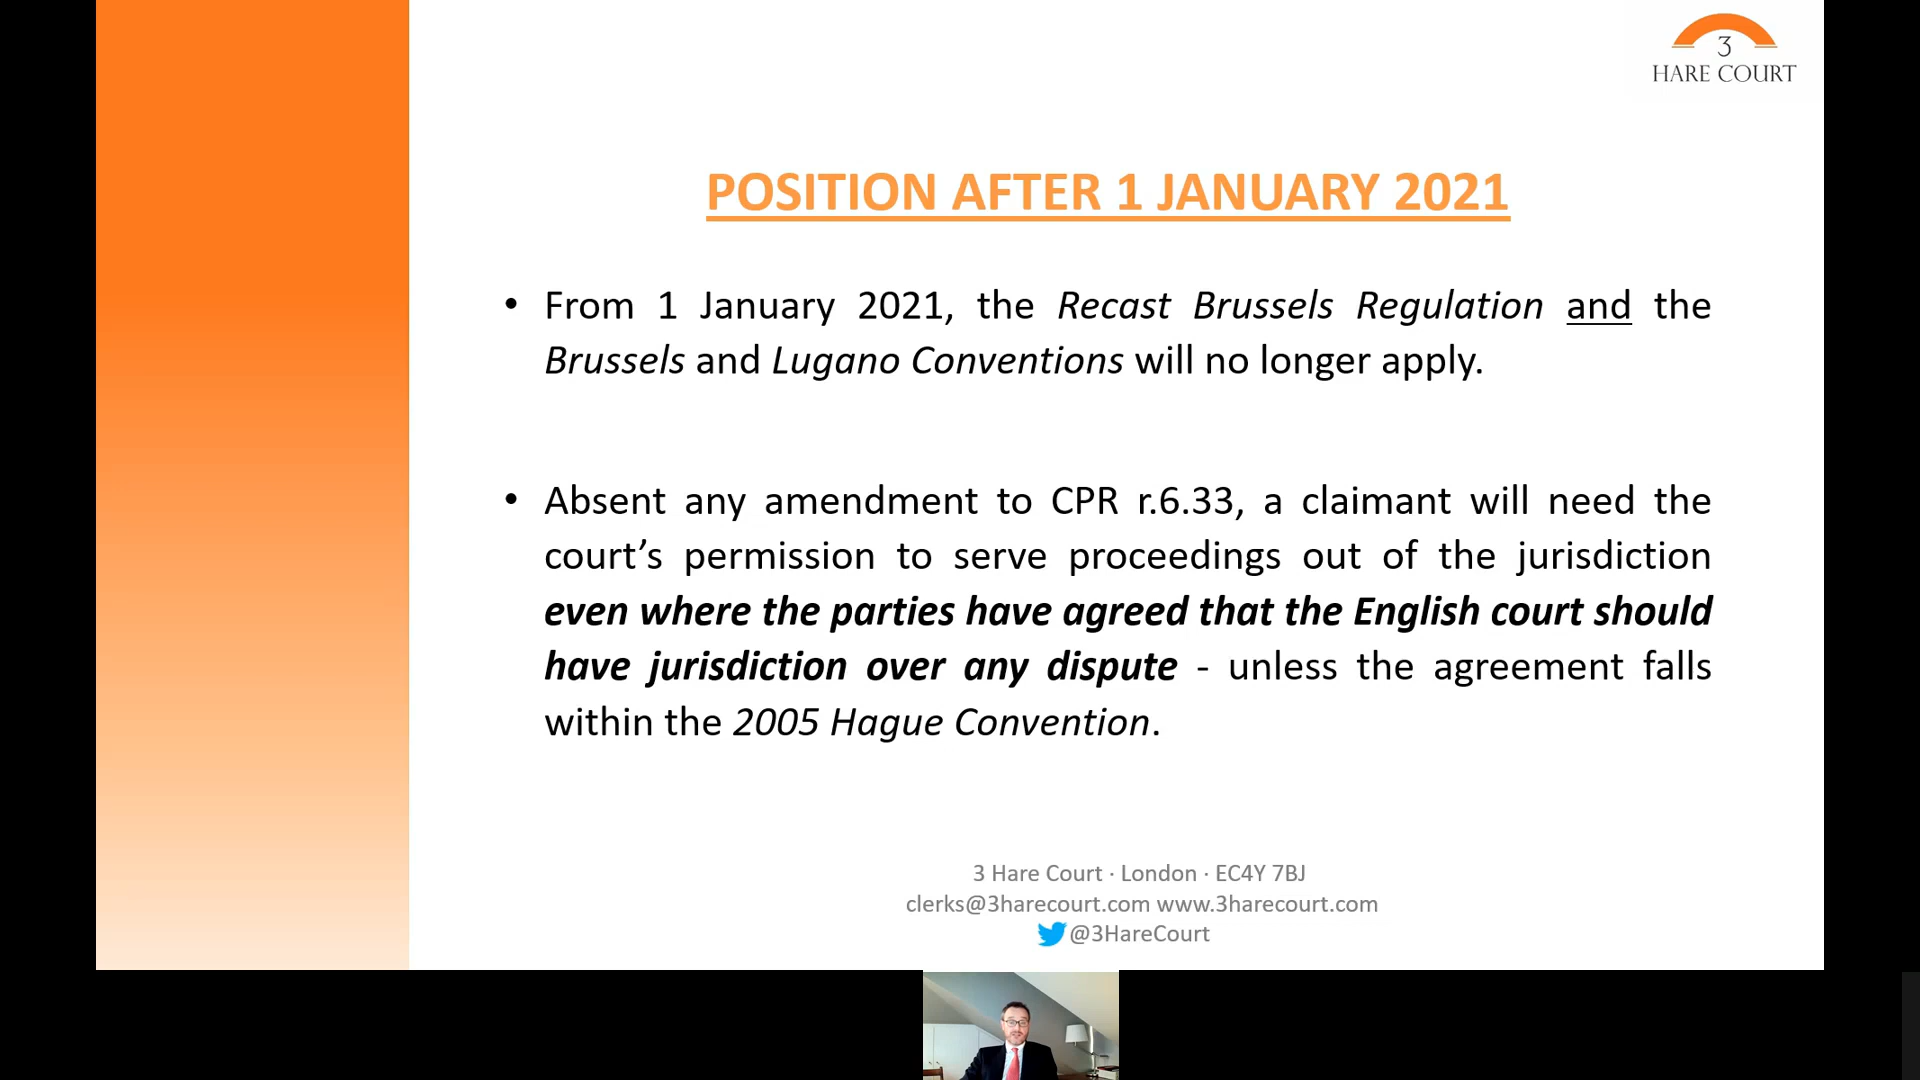 3
HARE COURT
POSITION AFTER 1 JANUARY 2021
• From 1 January 2021, the Recast Brussels Regulation and the
Brussels and Lugano Conventions will no longer apply.
• Absent any amendment to CPR r.6.33, a claimant will need the
court’s permission to serve proceedings out of the jurisdiction
even where the parties have agreed that the English court should
have jurisdiction over any dispute - unless the agreement falls
within the 2005 Hague Convention.
3 Hare Court · London · EC4Y 7BJ
clerks@3harecourt.com www.3harecourt.com
@3HareCourt